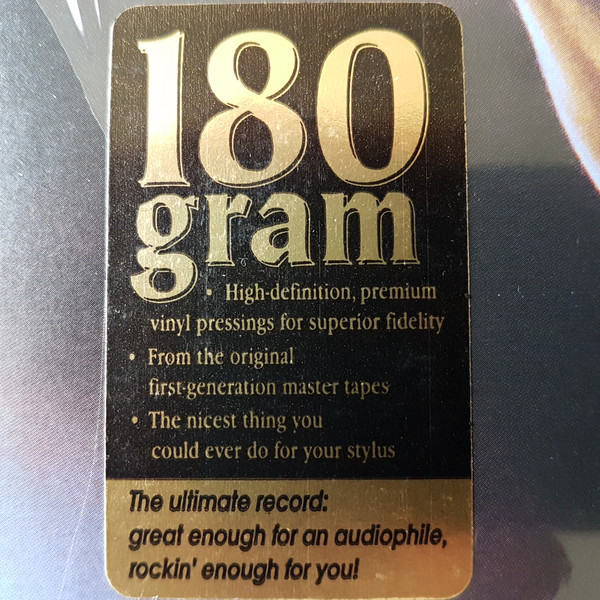 180
gram
• High-definition, premium
vinyl pressings for superior fidelity
• From the original
first-generation master tapes
• The nicest thing you
could ever do for your stylus
The ultimate record:
great enough for an audiophile,
rockin' enough for you!